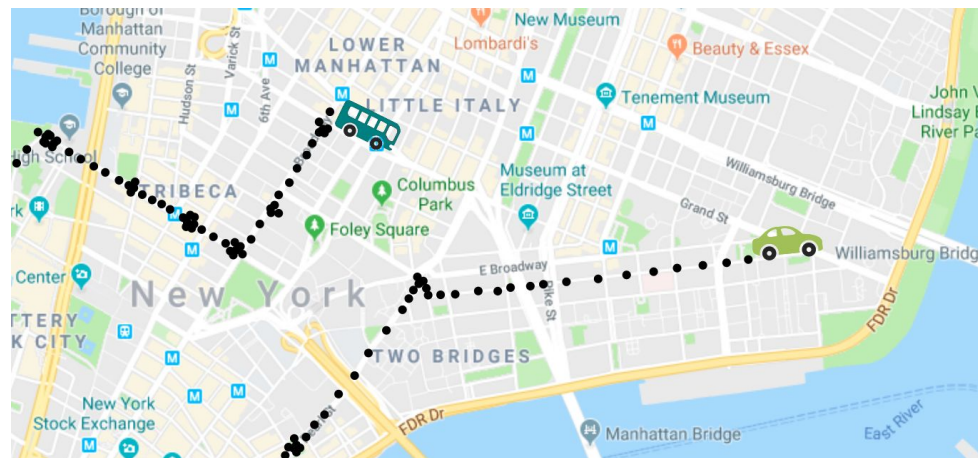 Borough of
Manhattan
Community
College
Hudson St
Varick St
6th Ave
LOWER
MANHATTAN
Lombardi's
New Museum
Beauty & Essex
LITTLE ITALY
Tenement Museum
John V
Lindsay E
River Pa
High School
TRIBECA
Columbus
Park
Foley Square
Museum at
Eldridge Street
Williamsburg Bridge
Grand St
Williamsburg Bridg
rk
Center
E Broadway
Pike St
New York
TTERY
K CITY
TWO BRIDGES
FDR Dr
New York
Stock Exchange
FDR Dr
Manhattan Bridge
East River
M
M
M
M
M
M
M
M
M
M
M
M
M